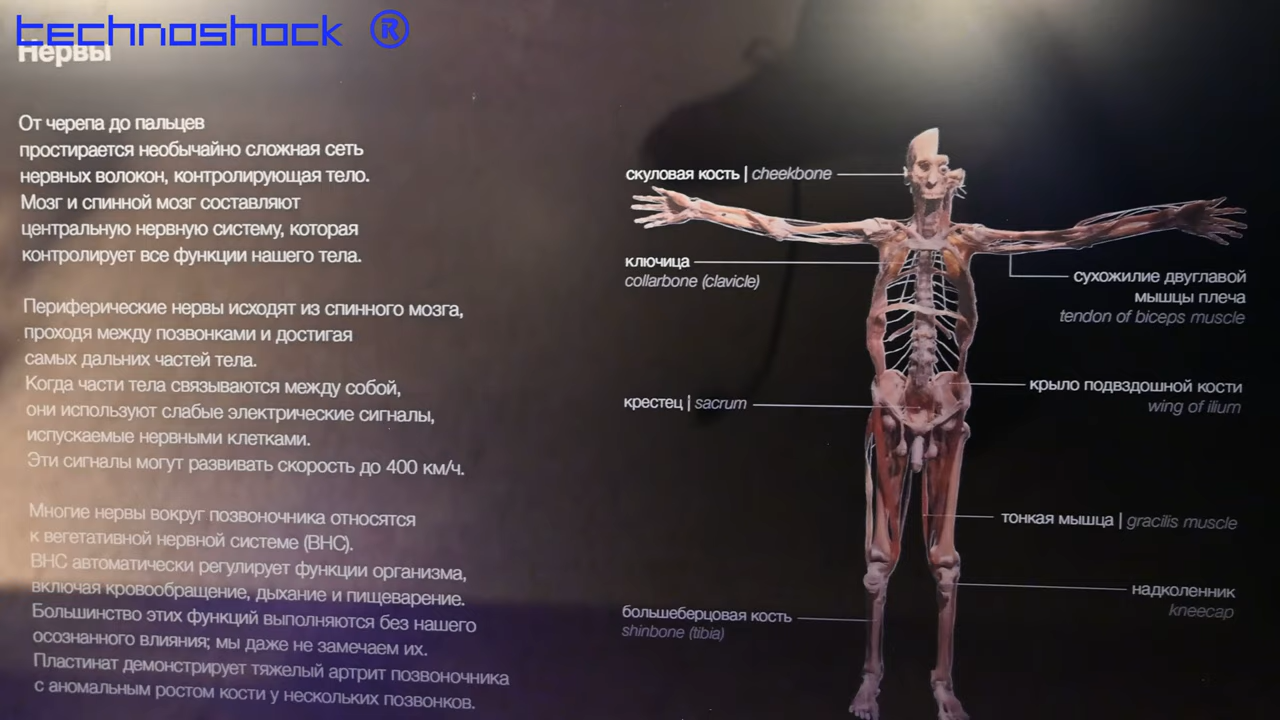 technoshock ®
Нервы
От черепа до пальцев
простирается необычайно сложная сеть
нервных волокон, контролирующая тело.
Мозг и спинной мозг составляют
центральную нервную систему, которая
контролирует все функции нашего тела.
Периферические нервы исходят из спинного мозга,
проходя между позвонками и достигая
самых дальних частей тела.
Когда части тела связываются между собой,
они используют слабые электрические сигналы,
испускаемые нервными клетками.
Эти сигналы могут развивать скорость до 400 км/ч.
Многие нервы вокруг позвоночника относятся
к вегетативной нервной системе (ВНС).
ВНС автоматически регулирует функции организма,
включая кровообращение, дыхание и пищеварение.
Большинство этих функций выполняются без нашего
осознанного влияния; мы даже не замечаем их.
Пластинат демонстрирует тяжелый артрит позвоночника
с аномальным ростом кости у нескольких позвонков.
скуловая кость | cheekbone
ключица
collarbone (clavicle)
сухожилие двуглавой
мышцы плеча
tendon of biceps muscle
крыло подвздошной кости
wing of ilium
крестец | sacrum
тонкая мышца | gracilis muscle
надколенник
kneecap
большеберцовая кость
shinbone (tibia)